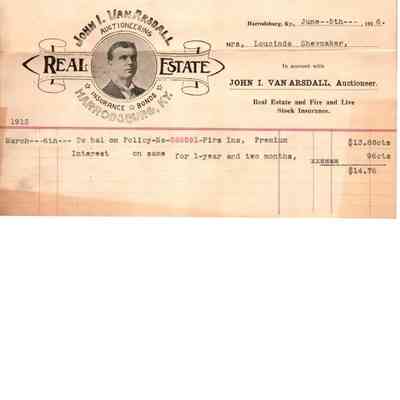 JOHN I. VAN ARSDALL
AUCTIONEERING
REAL ESTATE
INSURANCE BONDS
HARRODSBURG, KY.
Harrodsburg, Ky., June--5th---, 1916.
mrs, Loucinda Shewmaker,
In account with
JOHN I. VAN ARSDALL, Auctioneer.
Real Estate and Fire and Live
Stock Insurance.
1915
March---6th--- To bal on Policy-No- -Fire Ins, Premium $13.80cts
Interest on same for 1-year and two months, 96cts
$14.76